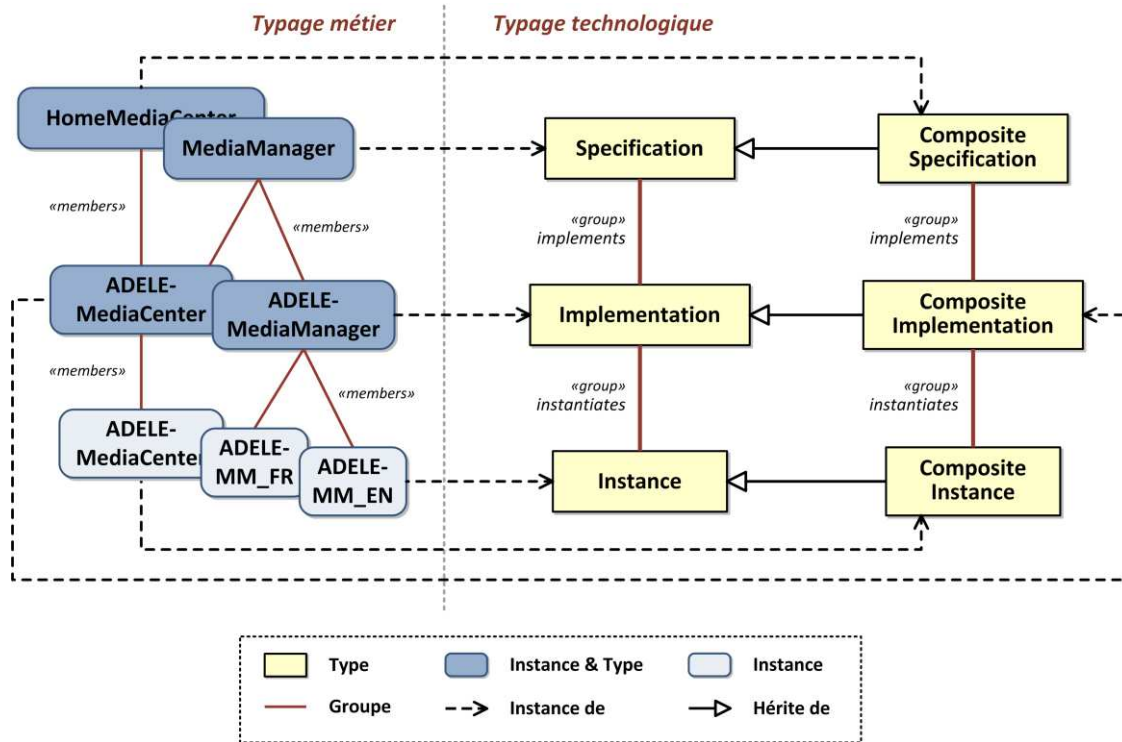 Typage métier
Typage technologique
HomeMediaCenter
MediaManager
Specification
Composite
Specification
«members»
«members»
«group»
implements
«group»
implements
ADELE-
MediaCenter
ADELE-
MediaManager
Implementation
Composite
Implementation
«members»
«members»
«group»
instantiates
«group»
instantiates
ADELE-
MediaCenter
ADELE-
MM_FR
ADELE-
MM_EN
Instance
Composite
Instance
Type
Instance & Type
Instance
Groupe
Instance de
Hérite de